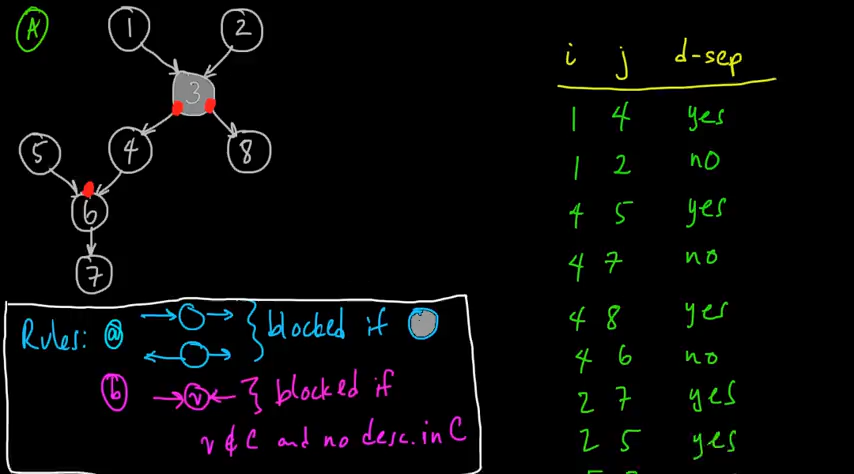 A
1 2
3
5 4 8
6
7
i j d-sep
1 4 yes
1 2 no
4 5 yes
4 7 no
4 8 yes
4 6 no
2 7 yes
2 5 yes
Rules: a } blocked if
b v } blocked if
v ∉ C and no desc. in C